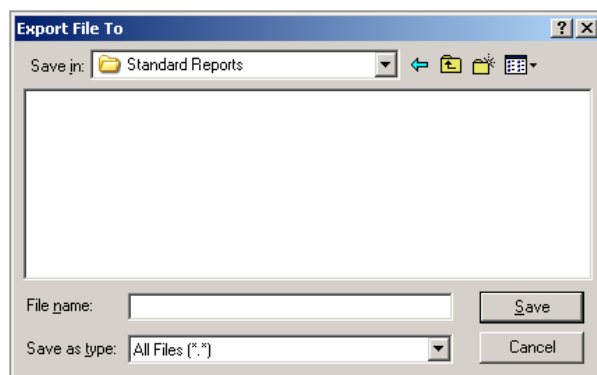 Export File To
Save in: Standard Reports
File name:
Save
Save as type: All Files (*.*)
Cancel